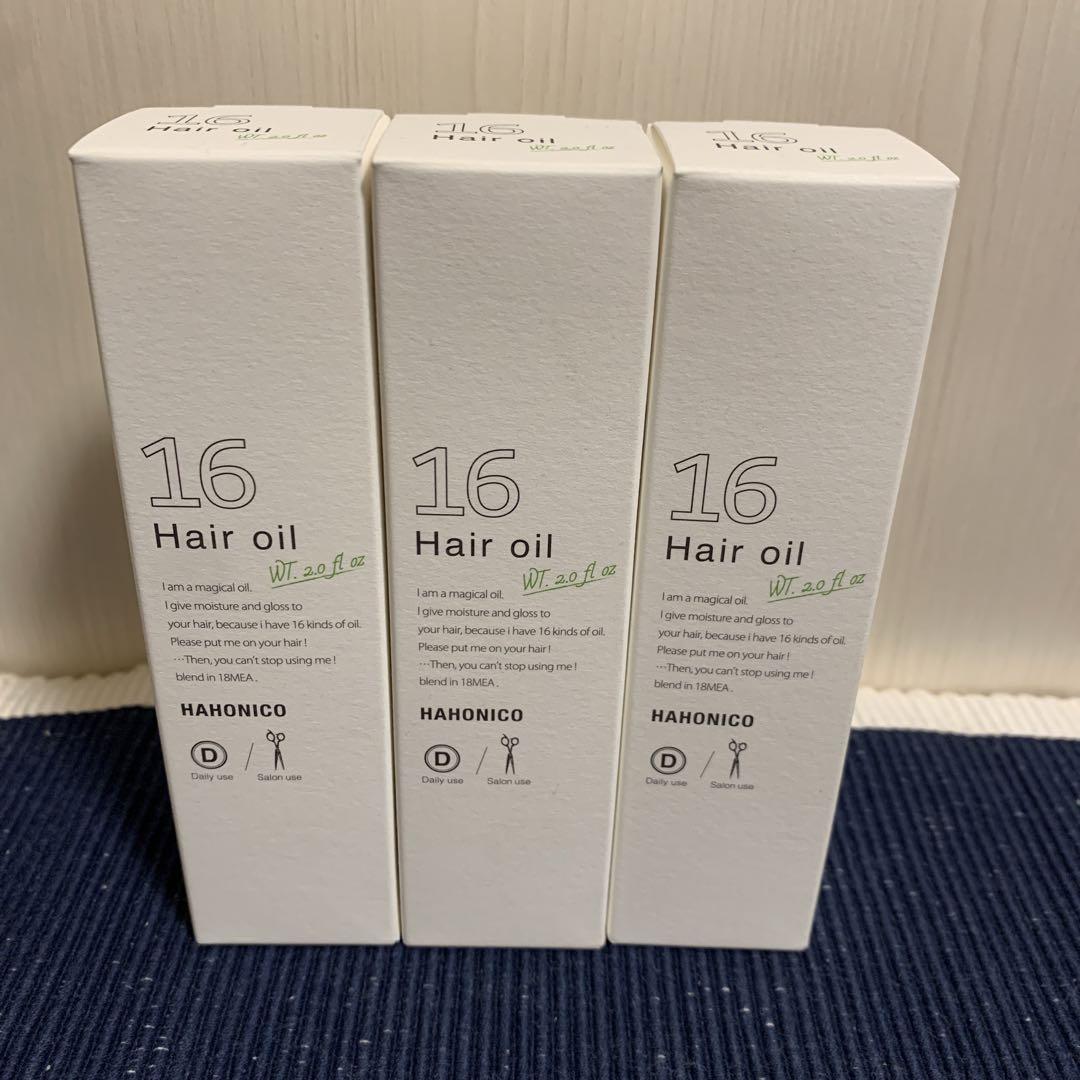 16
Hair oil
WT. 2.0 fl oz
16
Hair oil
WT. 2.0 fl oz
16
Hair oil
WT. 2.0 fl oz
16
Hair oil
WT. 2.0 fl oz
I am a magical oil.
I give moisture and gloss to
your hair, because i have 16 kinds of oil.
Please put me on your hair!
…Then, you can't stop using me!
blend in 18MEA.
HAHONICO
D
Daily use / Salon use
16
Hair oil
WT. 2.0 fl oz
I am a magical oil.
I give moisture and gloss to
your hair, because i have 16 kinds of oil.
Please put me on your hair!
…Then, you can't stop using me!
blend in 18MEA.
HAHONICO
D
Daily use / Salon use
16
Hair oil
WT. 2.0 fl oz
I am a magical oil.
I give moisture and gloss to
your hair, because i have 16 kinds of oil.
Please put me on your hair!
…Then, you can't stop using me!
blend in 18MEA.
HAHONICO
D
Daily use / Salon use